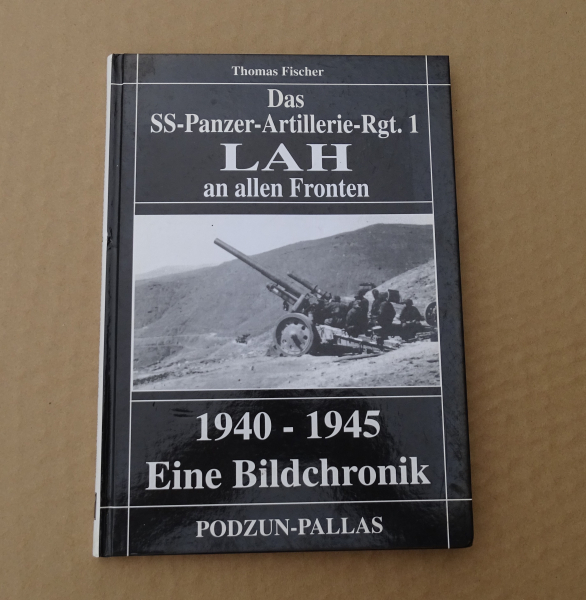 Thomas Fischer
Das
SS-Panzer-Artillerie-Rgt. 1
LAH
an allen Fronten
1940 - 1945
Eine Bildchronik
PODZUN-PALLAS